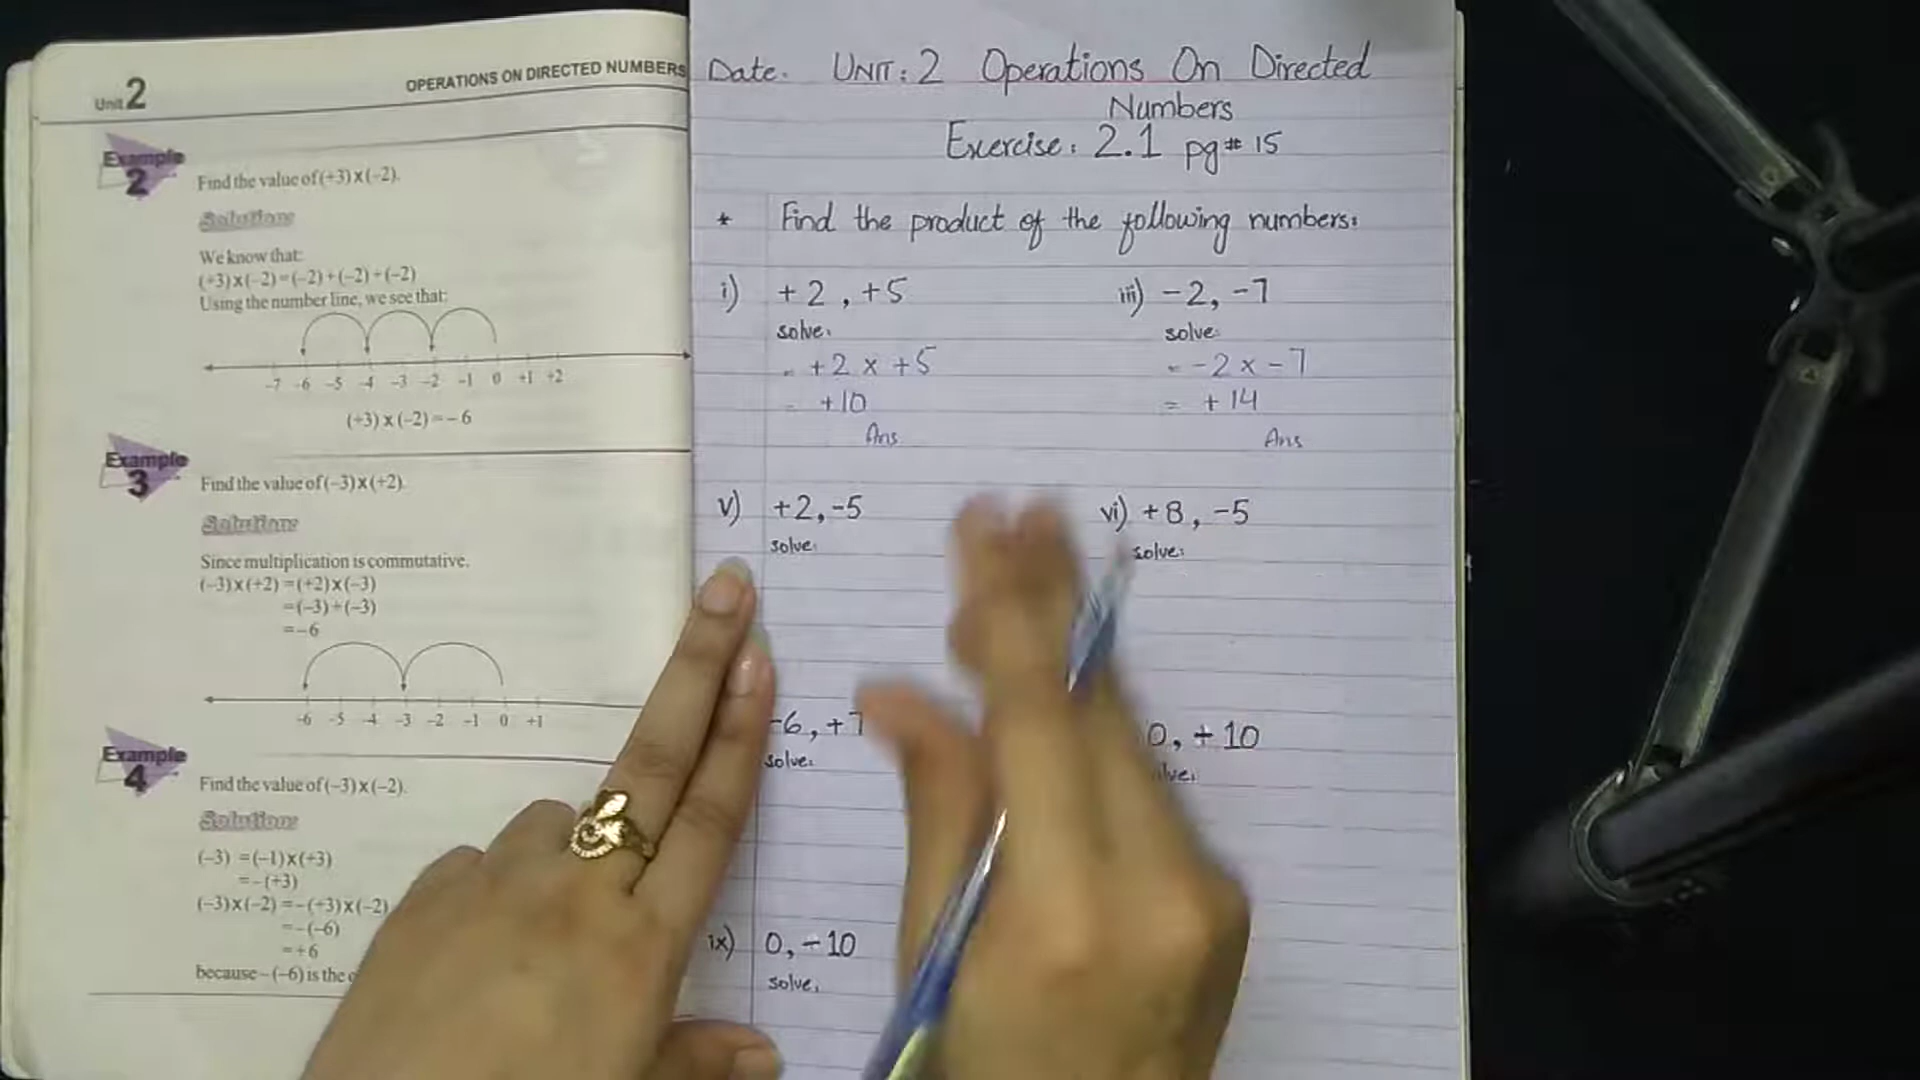 Unit 2
OPERATIONS ON DIRECTED NUMBERS
Example
2
Find the value of (+3)x(−2).
Solution:
We know that:
(+3)x(−2)=(−2)+(−2)+(−2)
Using the number line, we see that:
-7 -6 -5 -4 -3 -2 -1 0 +1 +2
(+3)x(−2)=−6
Example
3
Find the value of (−3)x(+2).
Solution:
Since multiplication is commutative.
(−3)x(+2)=(+2)x(−3)
=(−3)+(−3)
=−6
-6 -5 -4 -3 -2 -1 0 +1
Example
4
Find the value of (−3)x(−2).
Solution:
(−3) =(−1)x(+3)
=−(+3)
(−3)x(−2)=−(+3)x(−2)
=−(−6)
=+6
because −(−6) is the
Date. UNIT: 2 Operations On Directed
Numbers
Exercise: 2.1 pg# 15
* Find the product of the following numbers:
i) +2, +5
solve:
= +2 x +5
= +10
Ans
iii) -2, -7
solve:
= -2 x -7
= +14
Ans
v) +2, -5
solve:
vi) +8, -5
solve:
-6, +7
solve:
0, +10
solve:
ix) 0, -10
solve: